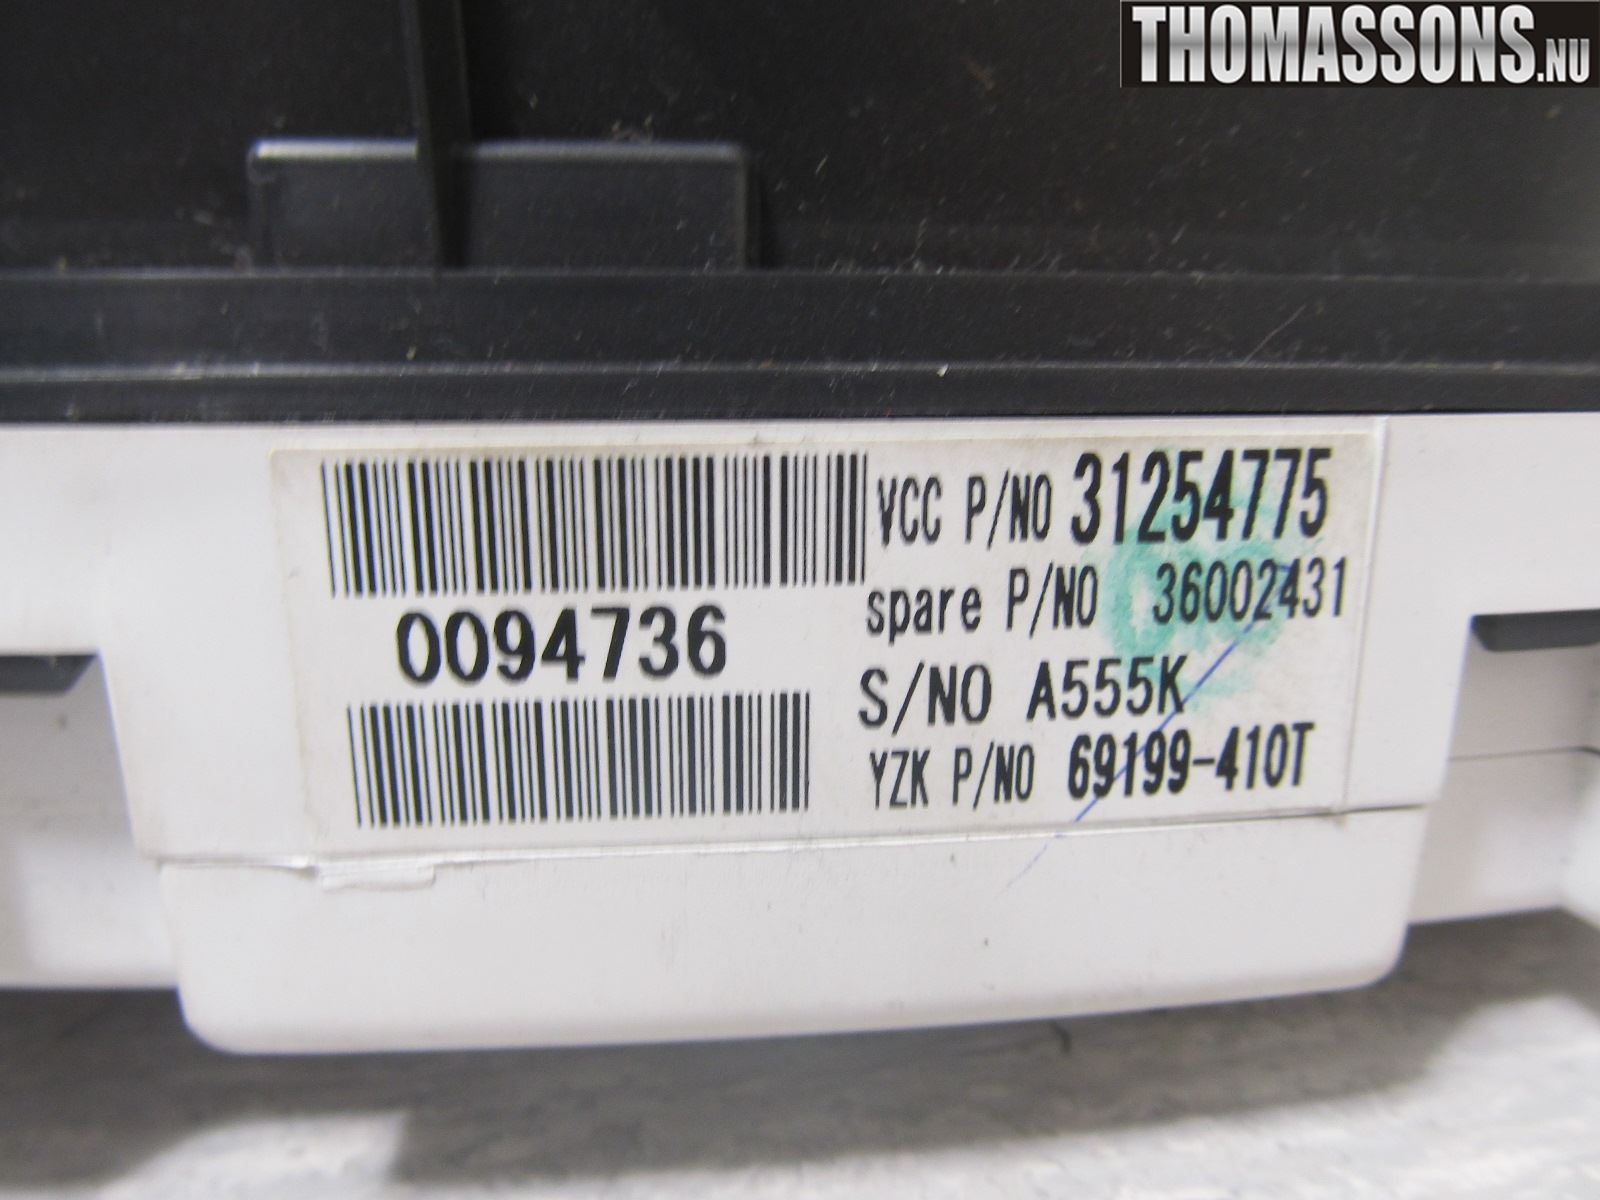 THOMASSONS.NU
VCC P/NO 31254775
spare P/NO 36002431
0094736
S/NO A555K
YZK P/NO 69199-410T